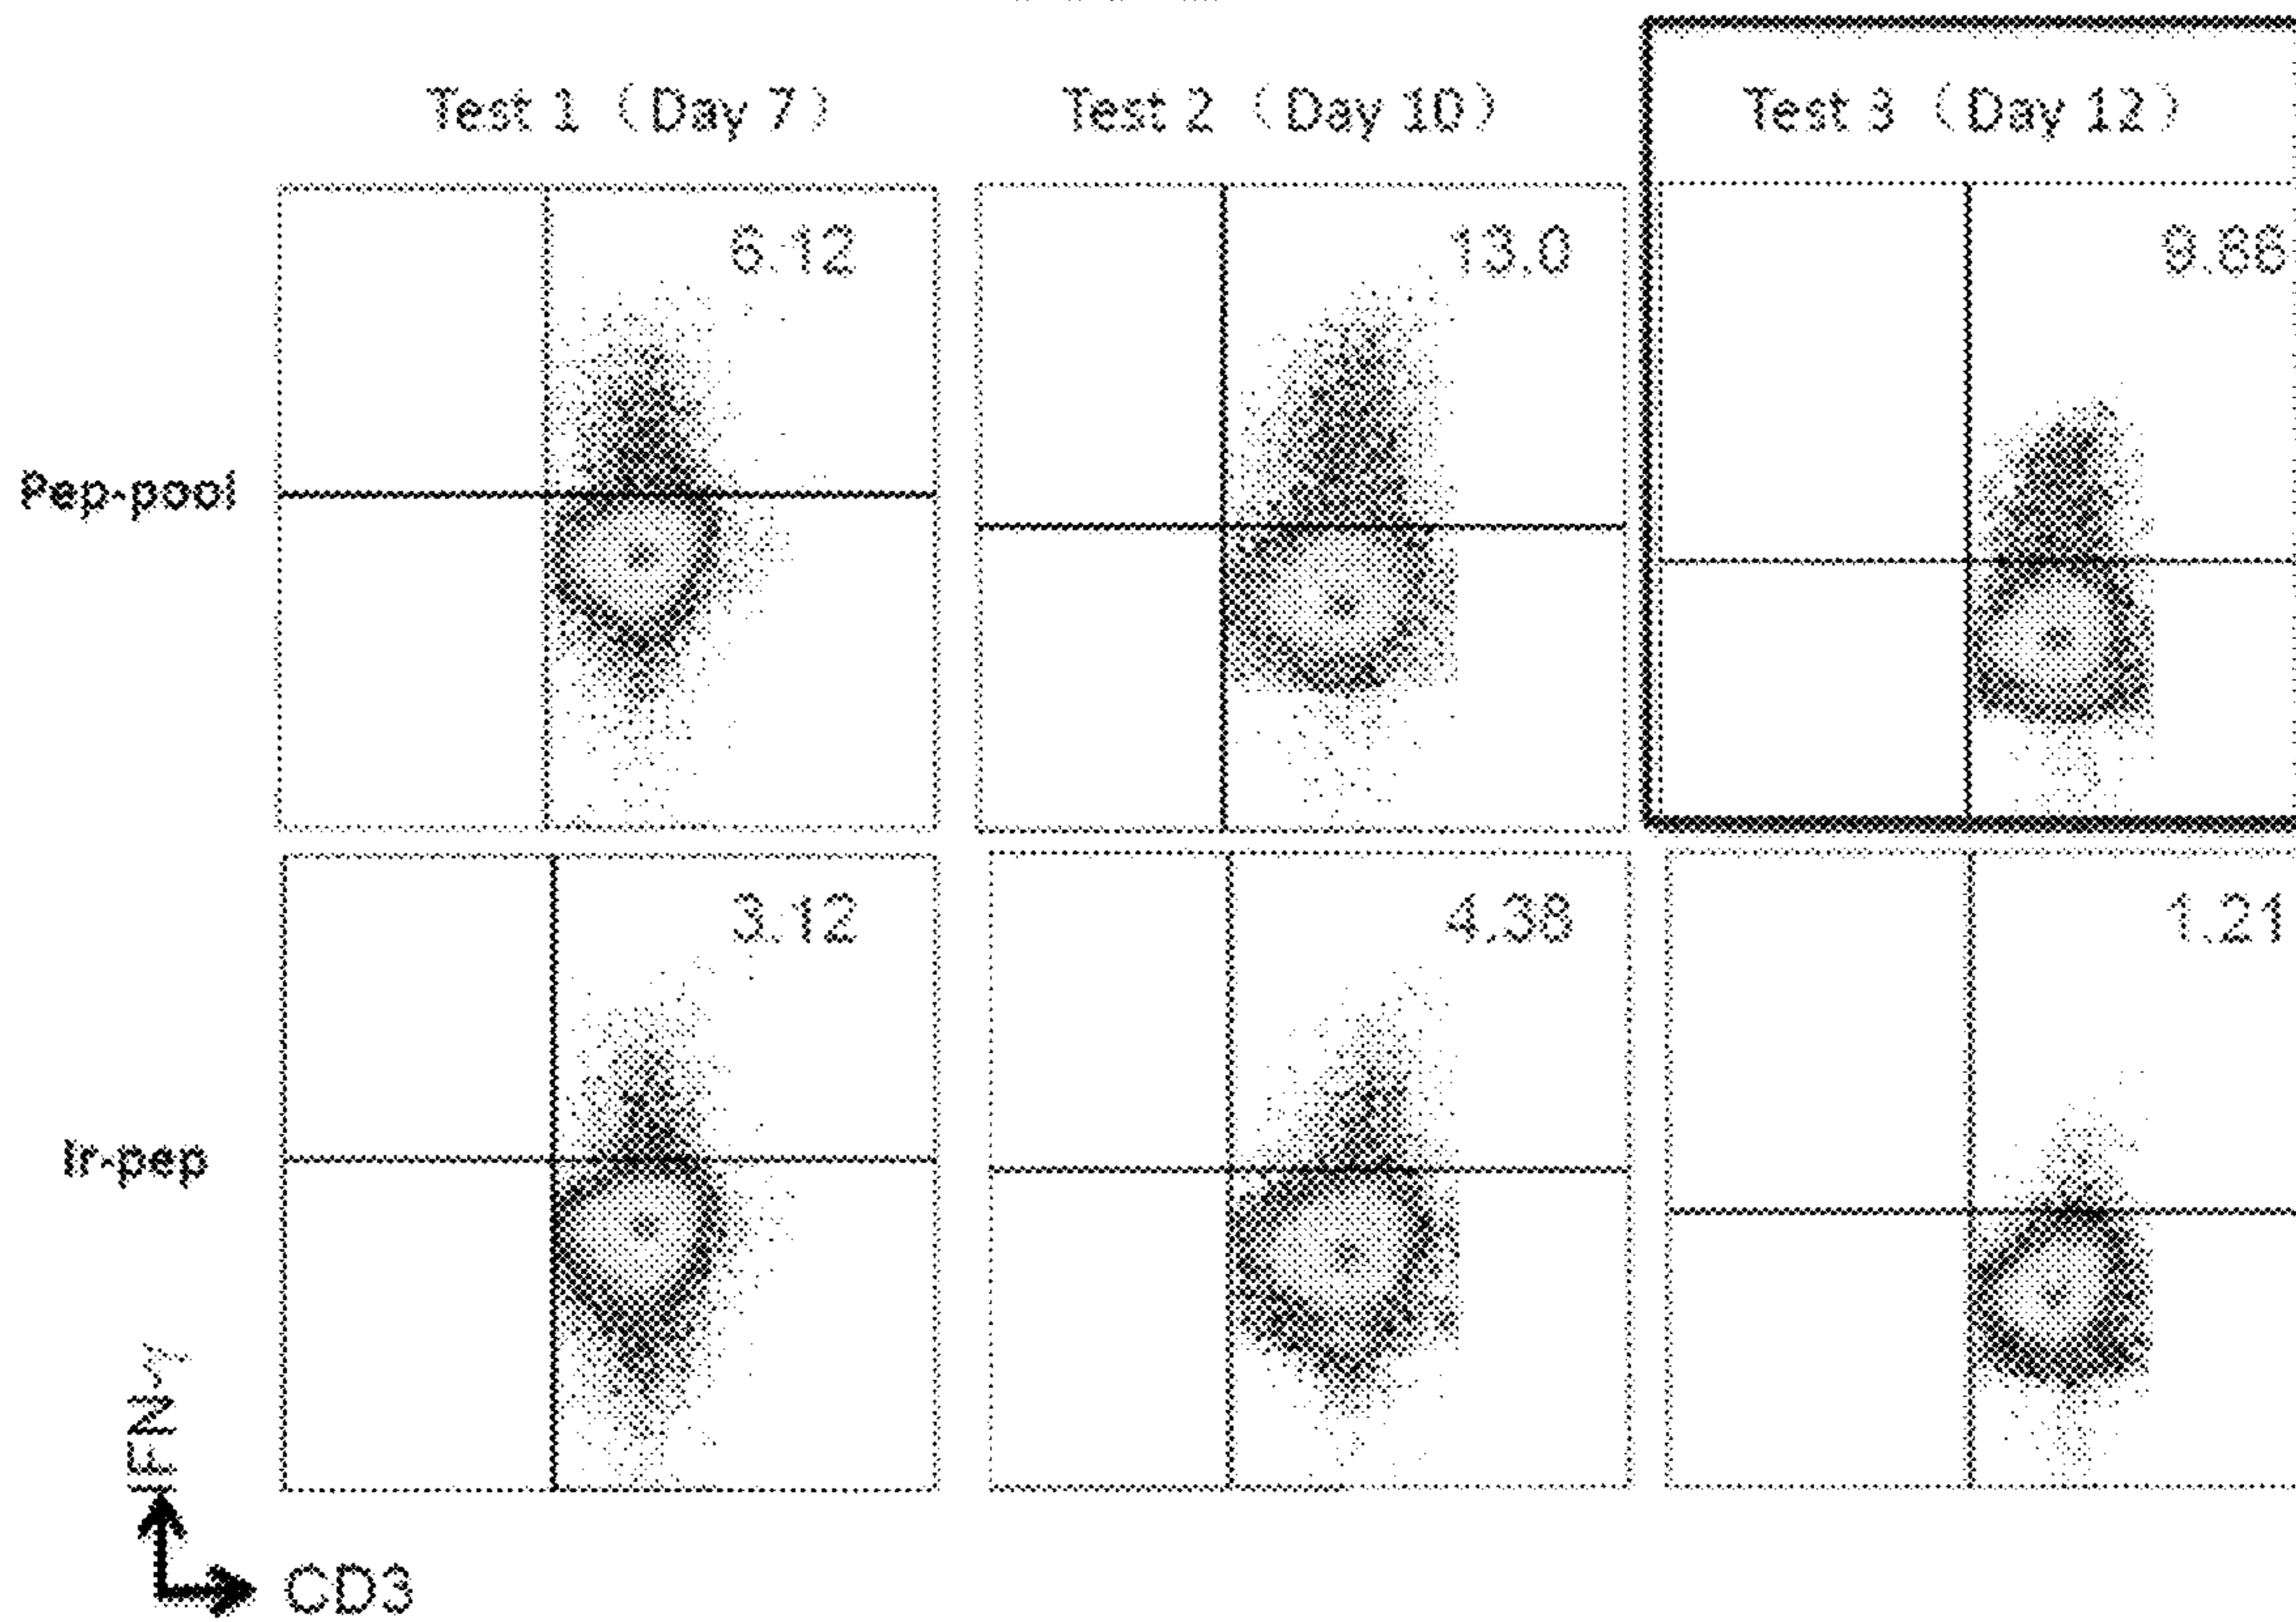 Test 1 (Day 7)
Test 2 (Day 10)
Test 3 (Day 12)
6.12
13.0
9.86
Pep-pool
3.12
4.38
1.21
Ir-pep
IFN-γ
CD3